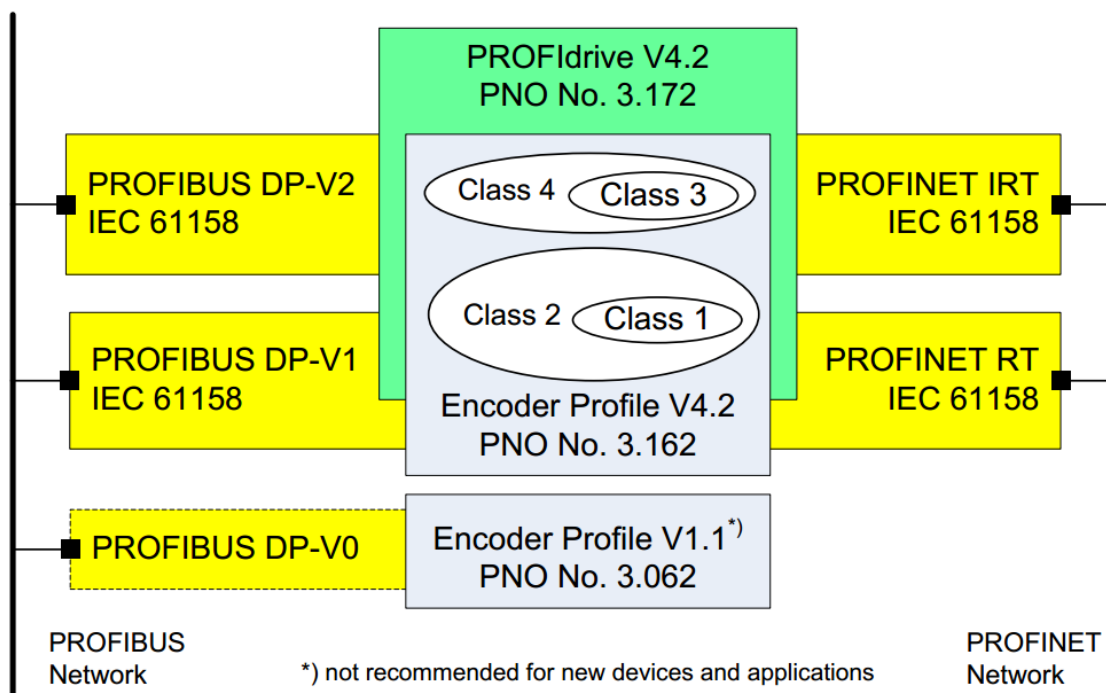 PROFIdrive V4.2
PNO No. 3.172
PROFIBUS DP-V2
IEC 61158
Class 4
Class 3
PROFINET IRT
IEC 61158
Class 2
Class 1
PROFIBUS DP-V1
IEC 61158
PROFINET RT
IEC 61158
Encoder Profile V4.2
PNO No. 3.162
PROFIBUS DP-V0
Encoder Profile V1.1*)
PNO No. 3.062
PROFIBUS
Network
*) not recommended for new devices and applications
PROFINET
Network